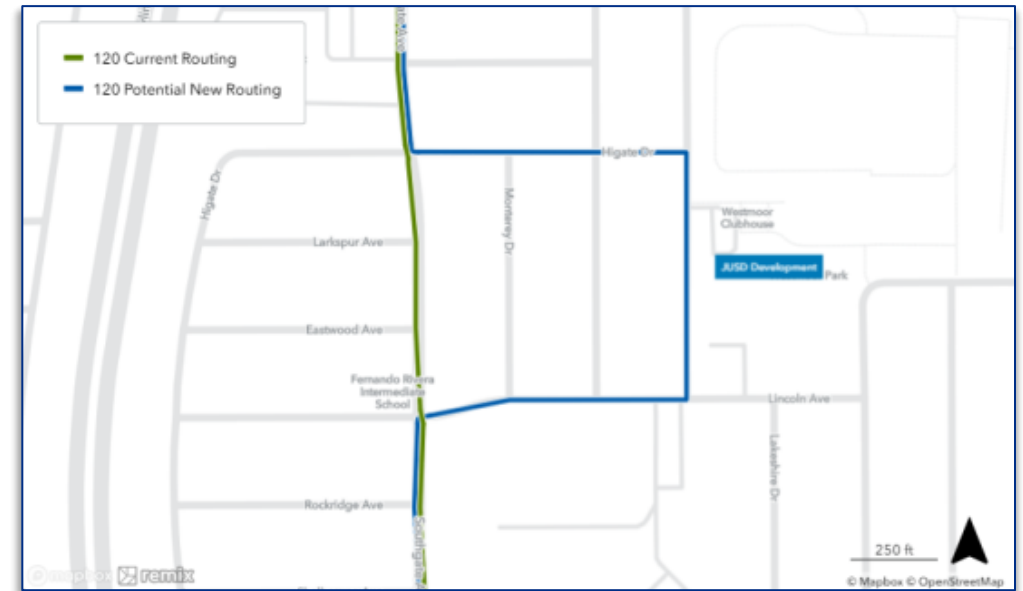 120 Current Routing
120 Potential New Routing
Higate Dr
Higate Dr
Monterey Dr
Westmoor
Clubhouse
Larkspur Ave
JUSD Development
Park
Eastwood Ave
Fernando Rivera
Intermediate
School
Lincoln Ave
Lakeshire Dr
Rockridge Ave
250 ft
mapbox remix
© Mapbox © OpenStreetMap